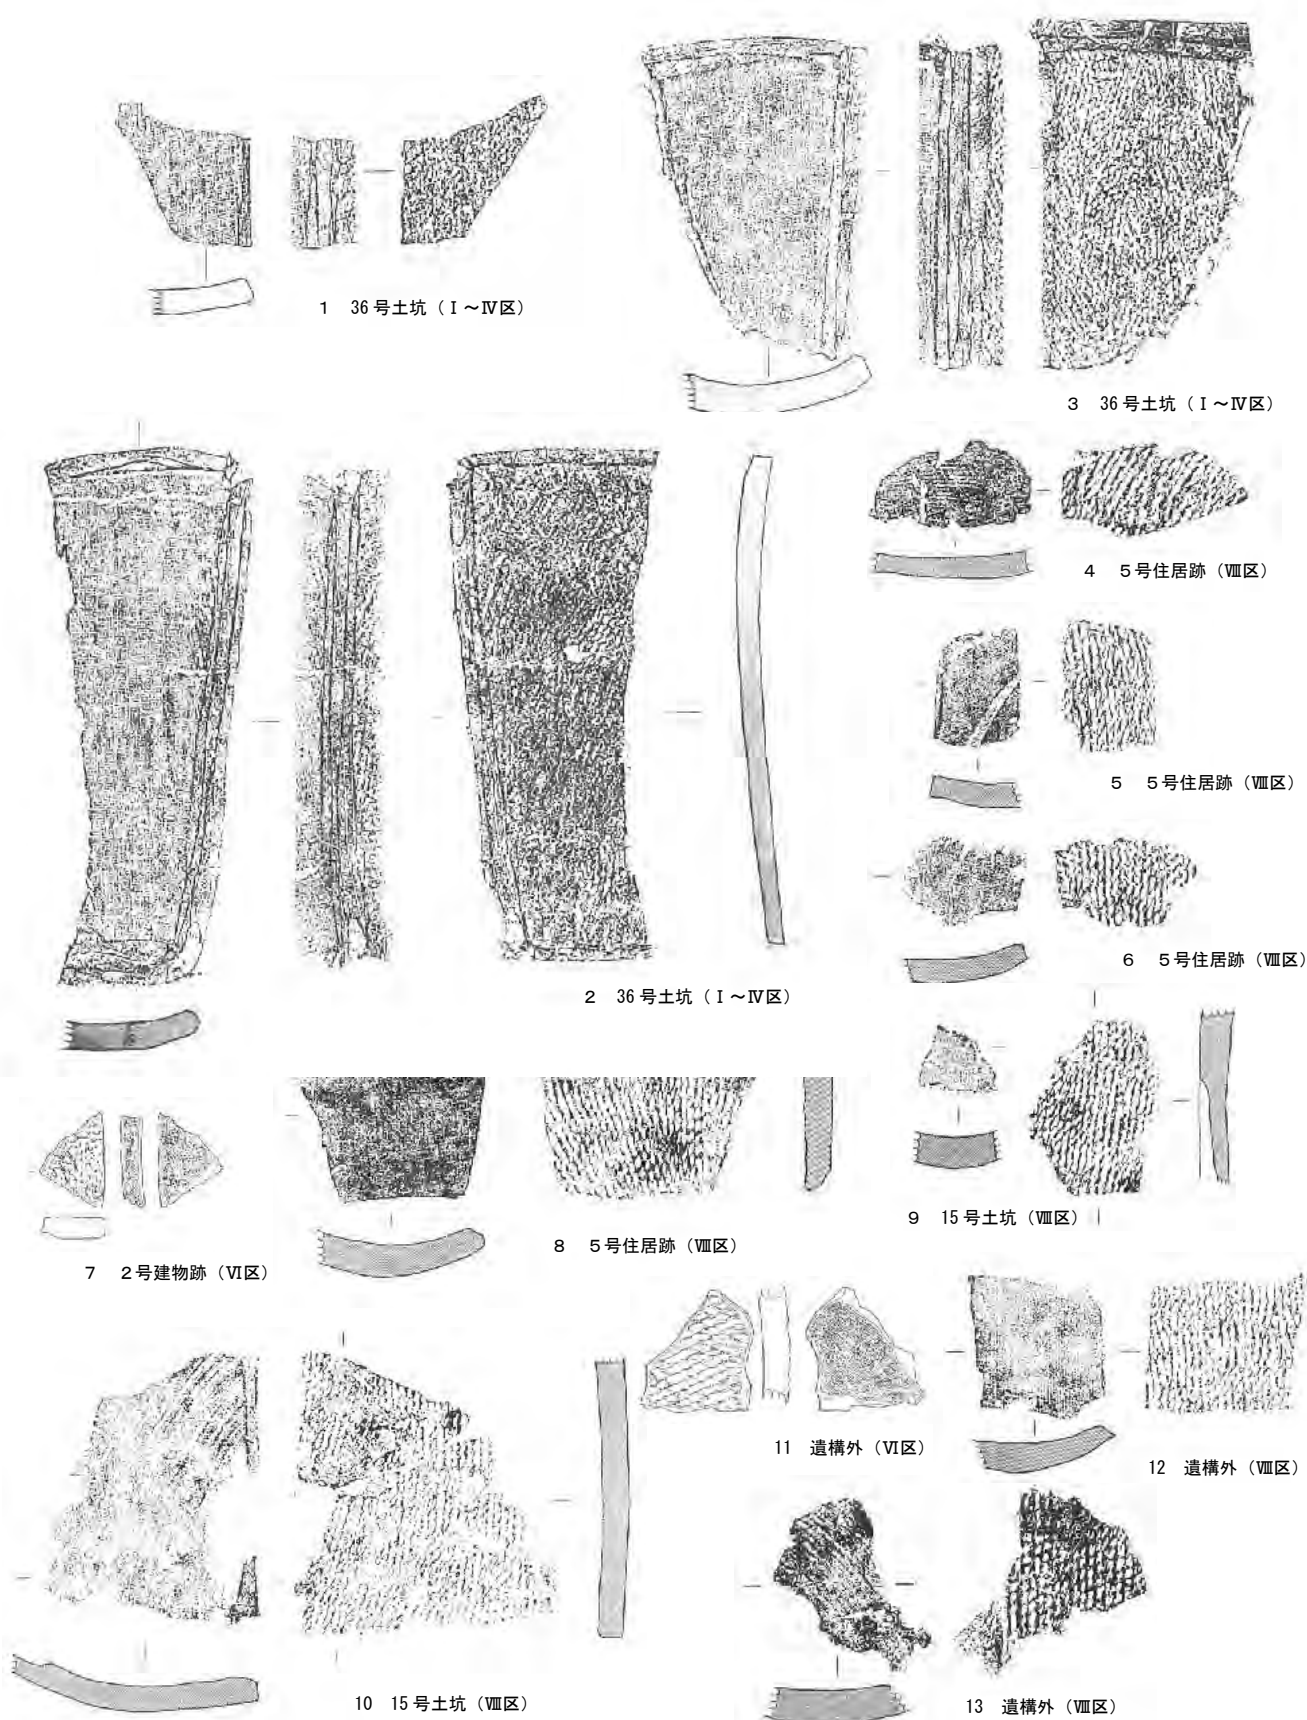 1　36号土坑（Ⅰ～Ⅳ区）
3　36号土坑（Ⅰ～Ⅳ区）
4　5号住居跡（Ⅷ区）
5　5号住居跡（Ⅷ区）
6　5号住居跡（Ⅷ区）
2　36号土坑（Ⅰ～Ⅳ区）
9　15号土坑（Ⅷ区）
8　5号住居跡（Ⅷ区）
7　2号建物跡（Ⅵ区）
11　遺構外（Ⅵ区）
12　遺構外（Ⅷ区）
10　15号土坑（Ⅷ区）
13　遺構外（Ⅷ区）